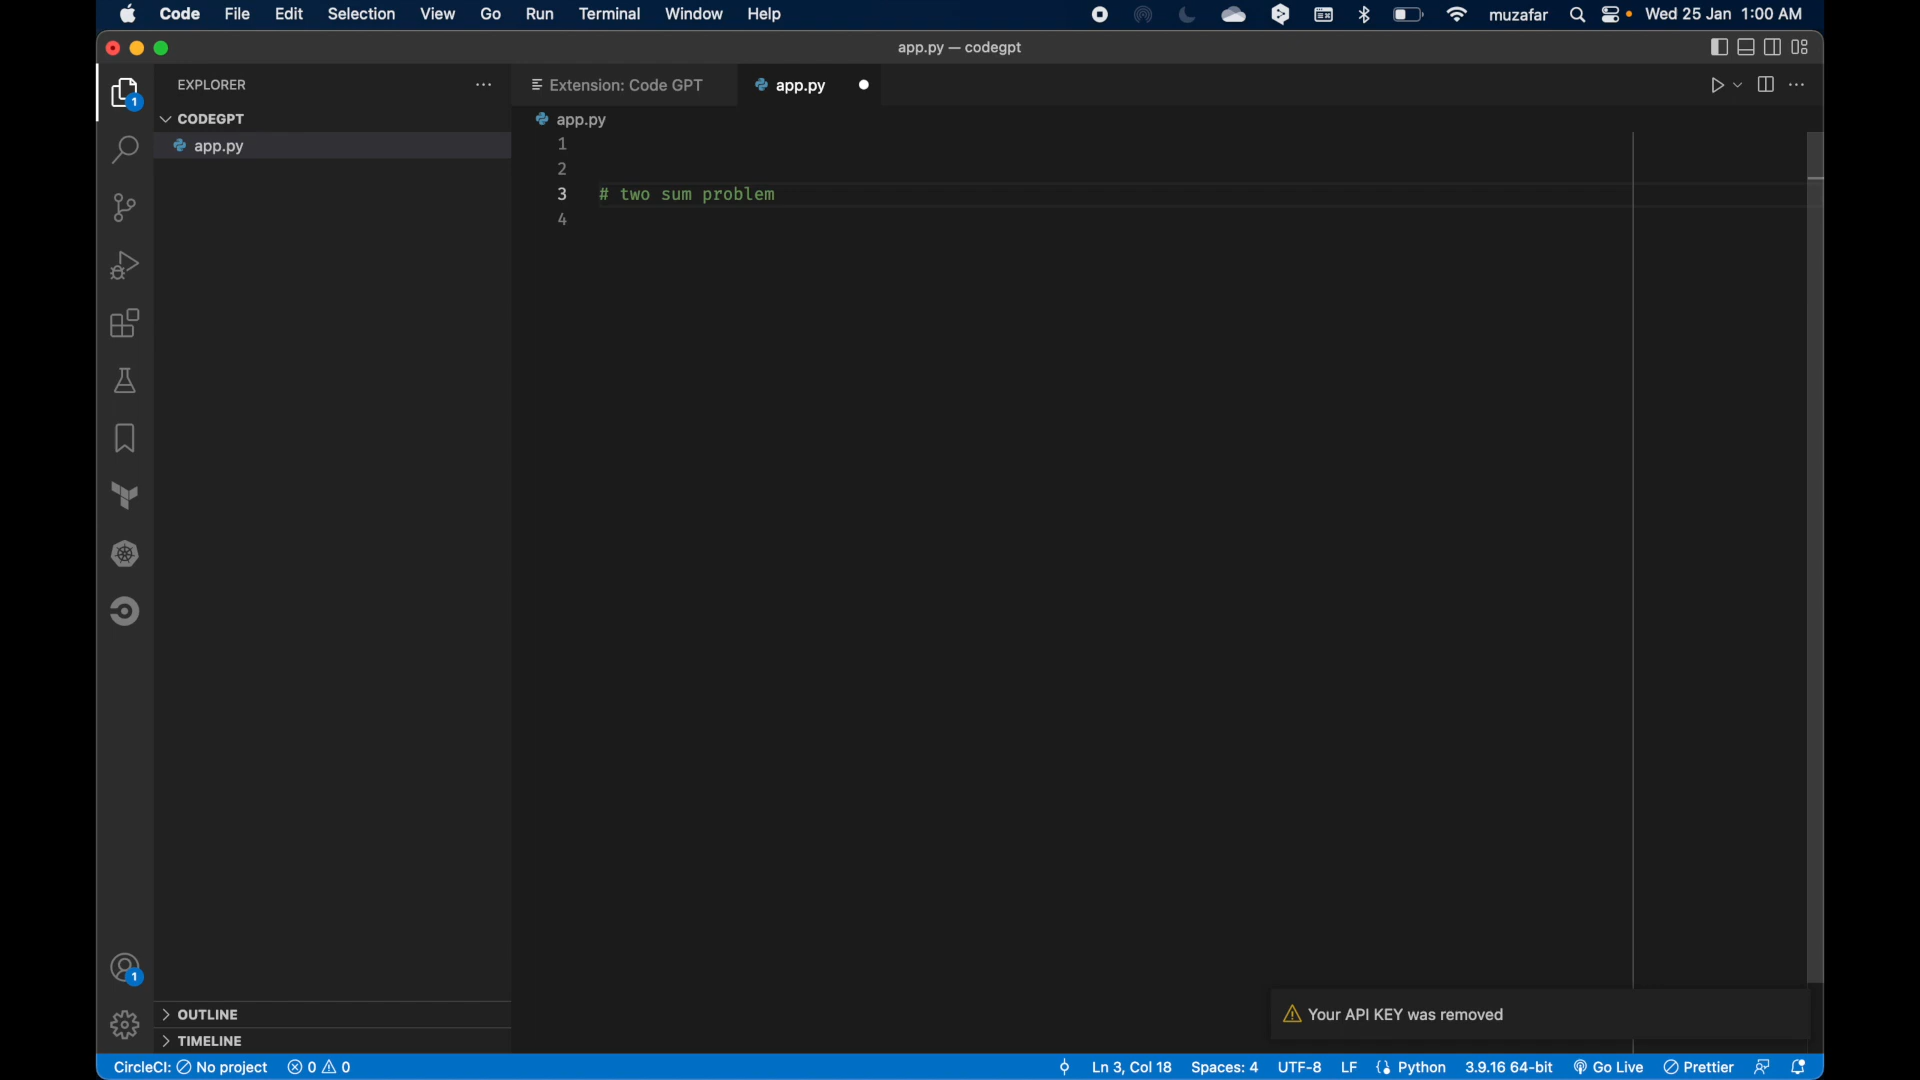 Code File Edit Selection View Go Run Terminal Window Help muzafar Wed 25 Jan 1:00 AM
app.py — codegpt
EXPLORER
Extension: Code GPT
app.py
CODEGPT
app.py
app.py
1
2
3 # two sum problem
4
1
1
OUTLINE
TIMELINE
Your API KEY was removed
CircleCI: No project 0 0 Ln 3, Col 18 Spaces: 4 UTF-8 LF Python 3.9.16 64-bit Go Live Prettier